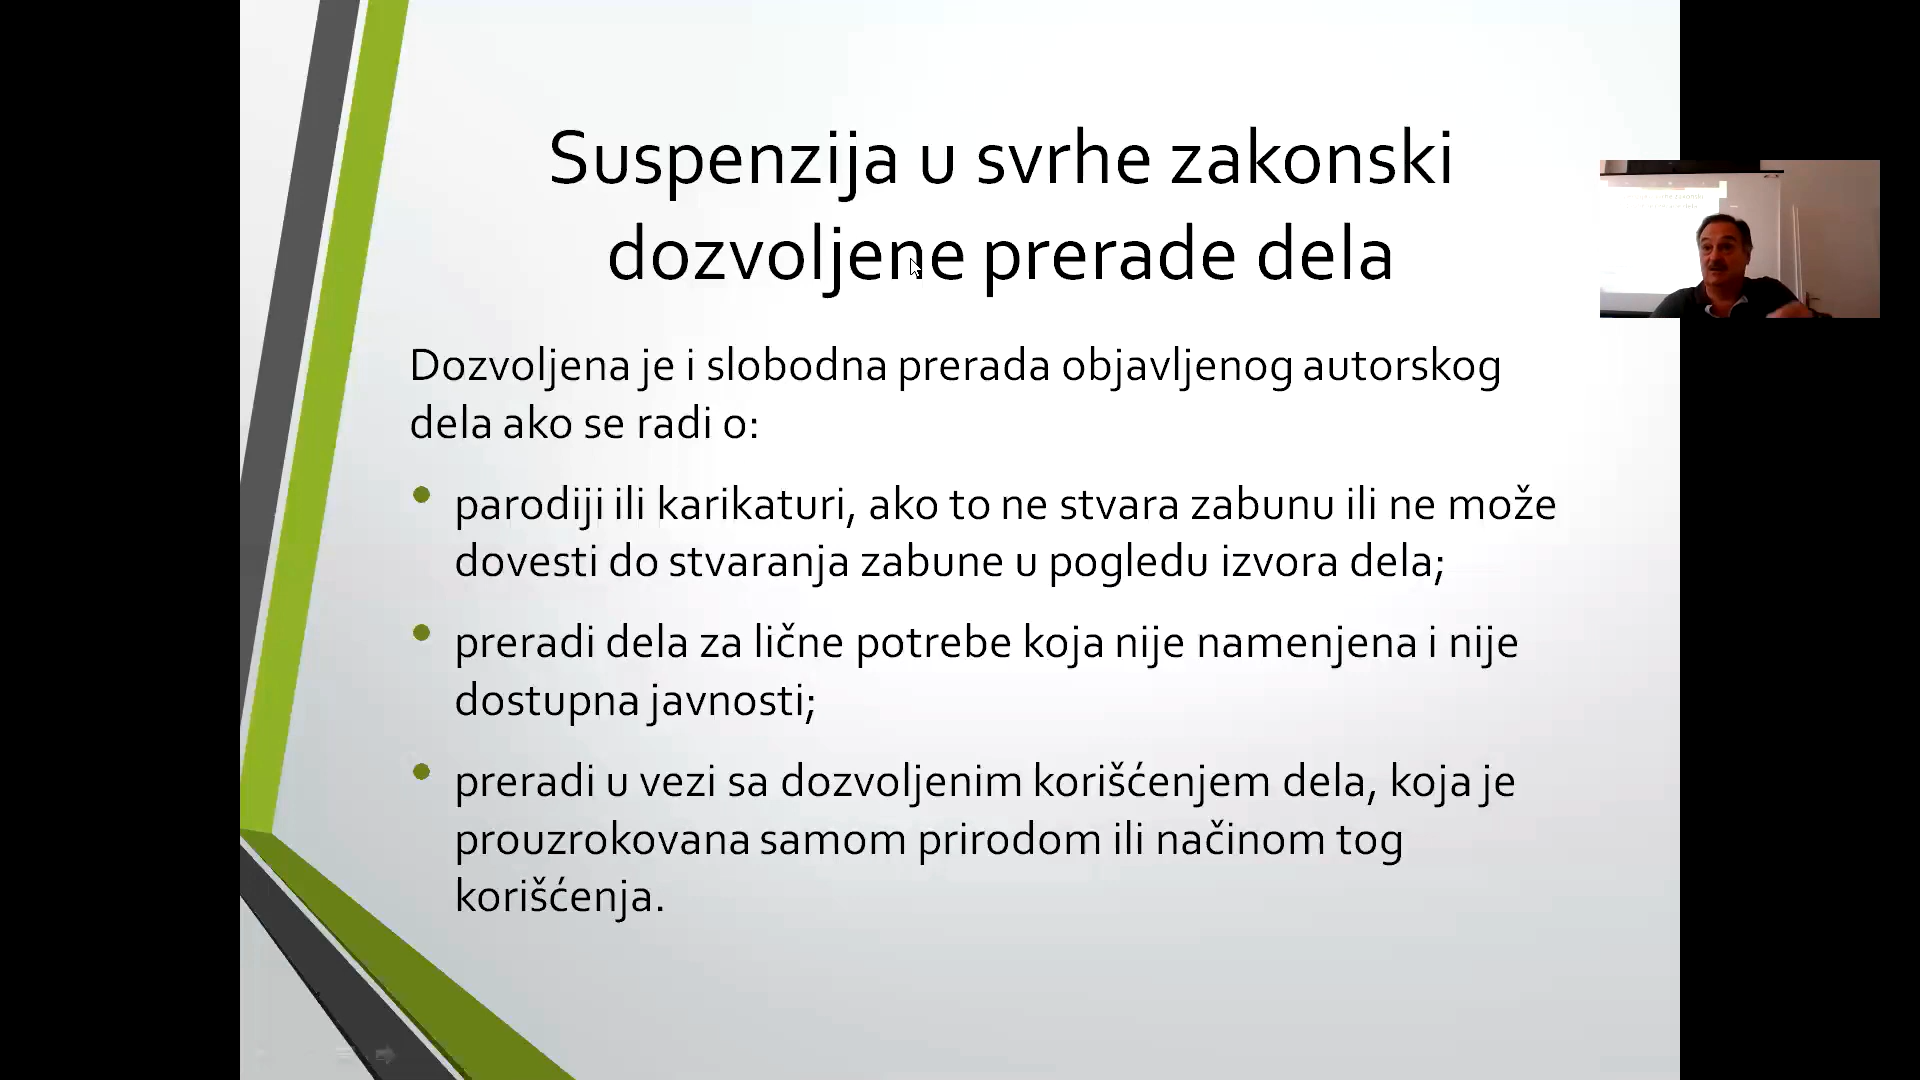 Suspenzija u svrhe zakonski
dozvoljene prerade dela
Dozvoljena je i slobodna prerada objavljenog autorskog
dela ako se radi o:
parodiji ili karikaturi, ako to ne stvara zabunu ili ne može
dovesti do stvaranja zabune u pogledu izvora dela;
preradi dela za lične potrebe koja nije namenjena i nije
dostupna javnosti;
preradi u vezi sa dozvoljenim korišćenjem dela, koja je
prouzrokovana samom prirodom ili načinom tog
korišćenja.